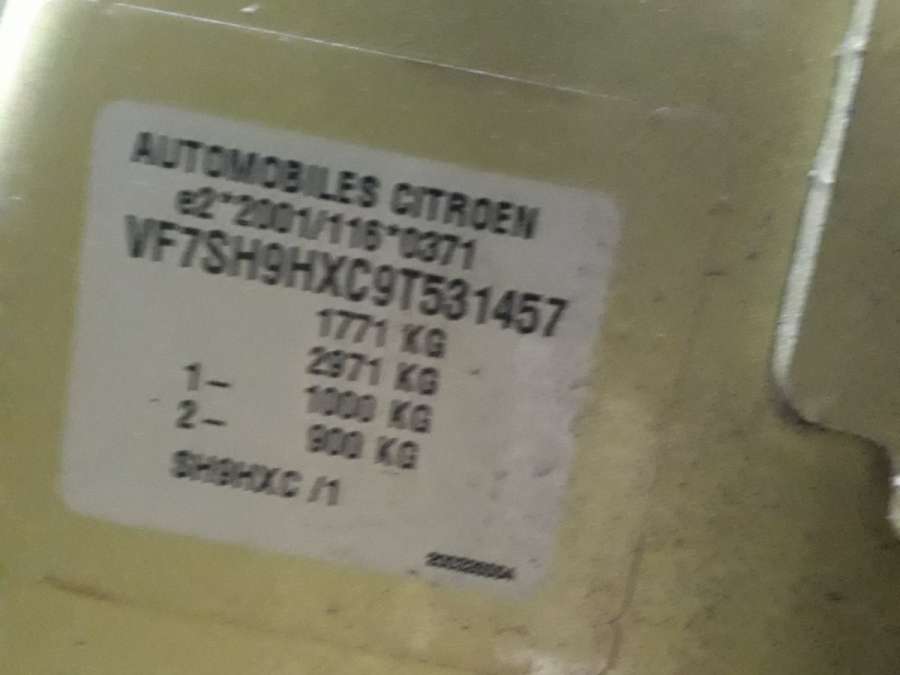 AUTOMOBILES CITROEN
e2*2001/116*0371
VF7SH9HXC9T531457
1771 KG
2971 KG
1- 1000 KG
2- 900 KG
SH9HXC /1